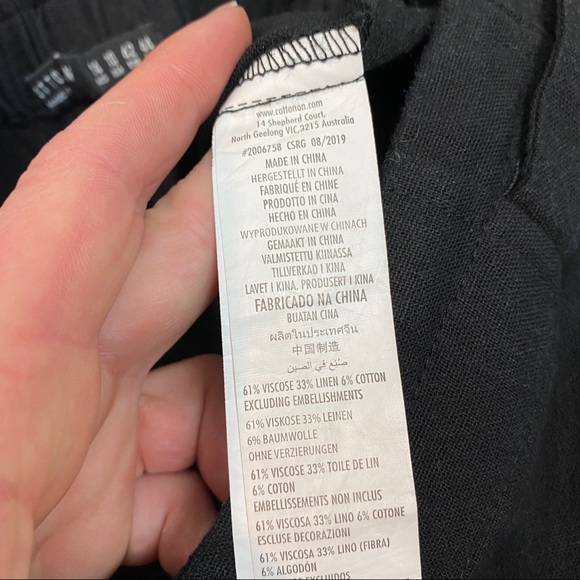 www.cottonon.com
14 Shepherd Court,
North Geelong VIC,3215 Australia
#2006758 CSRG 08/2019
MADE IN CHINA
HERGESTELLT IN CHINA
FABRIQUÉ EN CHINE
PRODOTTO IN CINA
HECHO EN CHINA
WYPRODUKOWANE W CHINACH
GEMAAKT IN CHINA
VALMISTETTU KIINASSA
TILLVERKAD I KINA
LAVET I KINA. PRODUSERT I KINA
FABRICADO NA CHINA
BUATAN CINA
ผลิตในประเทศจีน
中国制造
صُنِع في الصين
61% VISCOSE 33% LINEN 6% COTTON
EXCLUDING EMBELLISHMENTS
61% VISKOSE 33% LEINEN
6% BAUMWOLLE
OHNE VERZIERUNGEN
61% VISCOSE 33% TOILE DE LIN
6% COTON
EMBELLISSEMENTS NON INCLUS
61% VISCOSA 33% LINO 6% COTONE
ESCLUSE DECORAZIONI
61% VISCOSA 33% LINO (FIBRA)
6% ALGODÓN
EXCLUIDOS